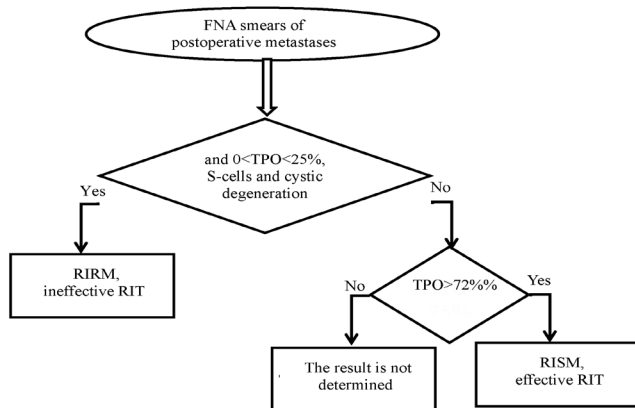 FNA smears of
postoperative metastases
and 0<TPO<25%,
S-cells and cystic
degeneration
Yes
No
RIRM,
ineffective RIT
TPO>72%%
No
Yes
The result is not
determined
RISM,
effective RIT